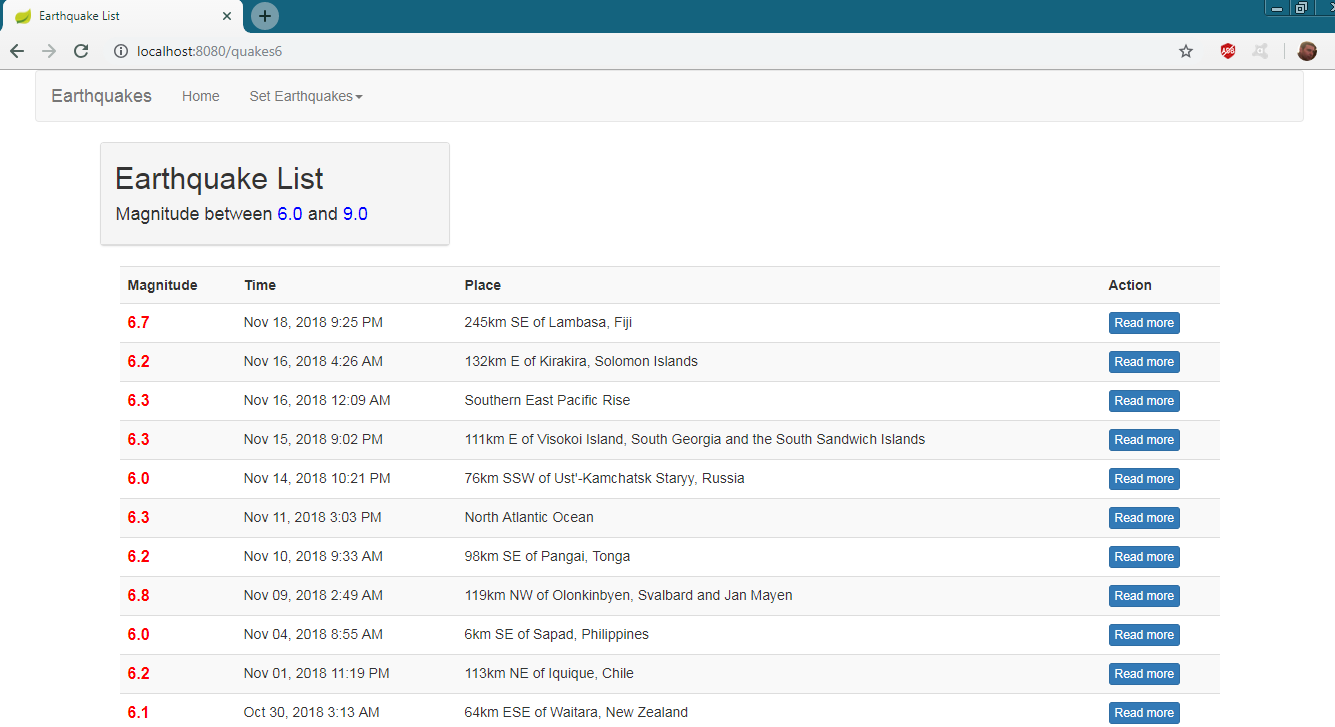 Earthquake List
localhost:8080/quakes6
ABP
Earthquakes Home Set Earthquakes
Earthquake List
Magnitude between 6.0 and 9.0
Magnitude Time Place Action
6.7 Nov 18, 2018 9:25 PM 245km SE of Lambasa, Fiji Read more
6.2 Nov 16, 2018 4:26 AM 132km E of Kirakira, Solomon Islands Read more
6.3 Nov 16, 2018 12:09 AM Southern East Pacific Rise Read more
6.3 Nov 15, 2018 9:02 PM 111km E of Visokoi Island, South Georgia and the South Sandwich Islands Read more
6.0 Nov 14, 2018 10:21 PM 76km SSW of Ust'-Kamchatsk Staryy, Russia Read more
6.3 Nov 11, 2018 3:03 PM North Atlantic Ocean Read more
6.2 Nov 10, 2018 9:33 AM 98km SE of Pangai, Tonga Read more
6.8 Nov 09, 2018 2:49 AM 119km NW of Olonkinbyen, Svalbard and Jan Mayen Read more
6.0 Nov 04, 2018 8:55 AM 6km SE of Sapad, Philippines Read more
6.2 Nov 01, 2018 11:19 PM 113km NE of Iquique, Chile Read more
6.1 Oct 30, 2018 3:13 AM 64km ESE of Waitara, New Zealand Read more